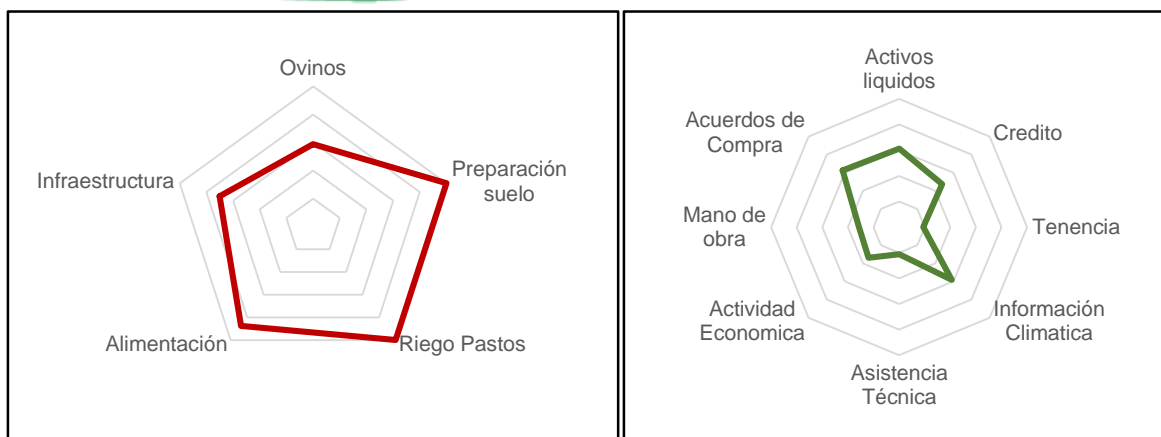 Ovinos
Preparación
suelo
Riego Pastos
Alimentación
Infraestructura
Activos
liquidos
Credito
Tenencia
Información
Climatica
Asistencia
Técnica
Actividad
Economica
Mano de
obra
Acuerdos de
Compra